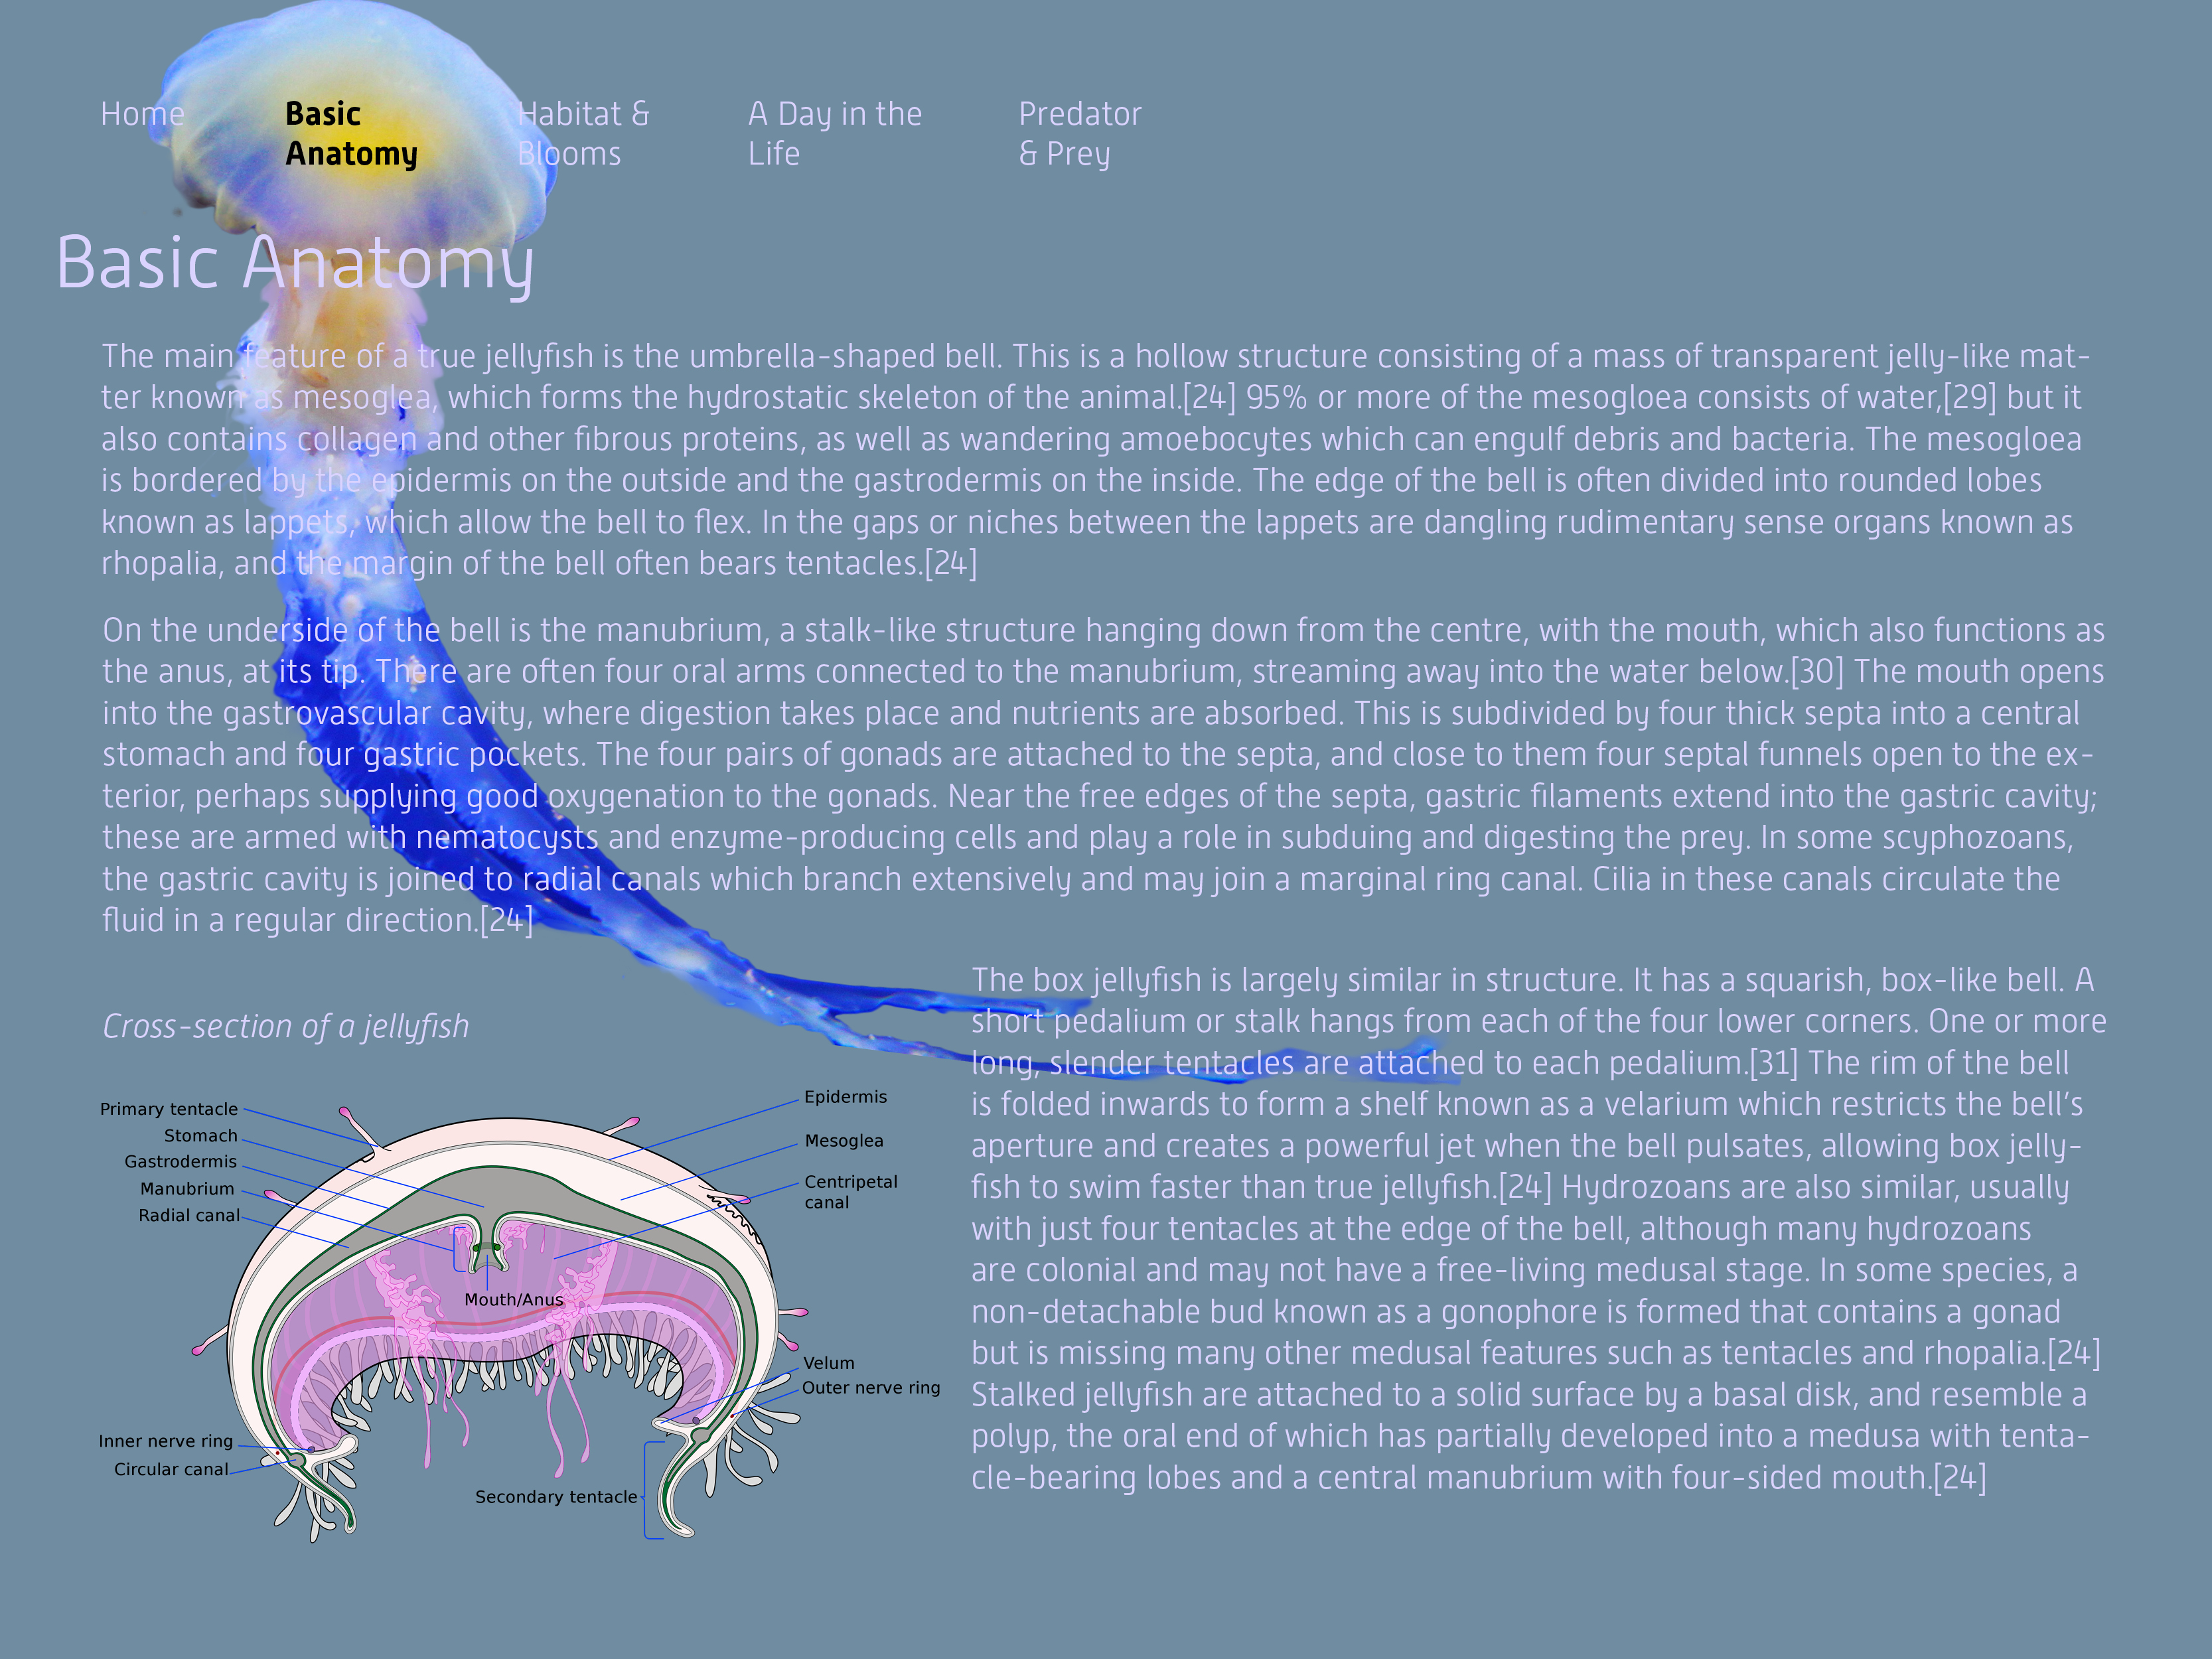 Home
Basic
Anatomy
Habitat &
Blooms
A Day in the
Life
Predator
& Prey
Basic Anatomy
The main feature of a true jellyfish is the umbrella-shaped bell. This is a hollow structure consisting of a mass of transparent jelly-like mat-
ter known as mesoglea, which forms the hydrostatic skeleton of the animal.[24] 95% or more of the mesogloea consists of water,[29] but it
also contains collagen and other fibrous proteins, as well as wandering amoebocytes which can engulf debris and bacteria. The mesogloea
is bordered by the epidermis on the outside and the gastrodermis on the inside. The edge of the bell is often divided into rounded lobes
known as lappets, which allow the bell to flex. In the gaps or niches between the lappets are dangling rudimentary sense organs known as
rhopalia, and the margin of the bell often bears tentacles.[24]
On the underside of the bell is the manubrium, a stalk-like structure hanging down from the centre, with the mouth, which also functions as
the anus, at its tip. There are often four oral arms connected to the manubrium, streaming away into the water below.[30] The mouth opens
into the gastrovascular cavity, where digestion takes place and nutrients are absorbed. This is subdivided by four thick septa into a central
stomach and four gastric pockets. The four pairs of gonads are attached to the septa, and close to them four septal funnels open to the ex-
terior, perhaps supplying good oxygenation to the gonads. Near the free edges of the septa, gastric filaments extend into the gastric cavity;
these are armed with nematocysts and enzyme-producing cells and play a role in subduing and digesting the prey. In some scyphozoans,
the gastric cavity is joined to radial canals which branch extensively and may join a marginal ring canal. Cilia in these canals circulate the
fluid in a regular direction.[24]
Cross-section of a jellyfish
Primary tentacle
Stomach
Gastrodermis
Manubrium
Radial canal
Epidermis
Mesoglea
Centripetal
canal
Mouth/Anus
Velum
Outer nerve ring
Inner nerve ring
Circular canal
Secondary tentacle
The box jellyfish is largely similar in structure. It has a squarish, box-like bell. A
short pedalium or stalk hangs from each of the four lower corners. One or more
long, slender tentacles are attached to each pedalium.[31] The rim of the bell
is folded inwards to form a shelf known as a velarium which restricts the bell's
aperture and creates a powerful jet when the bell pulsates, allowing box jelly-
fish to swim faster than true jellyfish.[24] Hydrozoans are also similar, usually
with just four tentacles at the edge of the bell, although many hydrozoans
are colonial and may not have a free-living medusal stage. In some species, a
non-detachable bud known as a gonophore is formed that contains a gonad
but is missing many other medusal features such as tentacles and rhopalia.[24]
Stalked jellyfish are attached to a solid surface by a basal disk, and resemble a
polyp, the oral end of which has partially developed into a medusa with tenta-
cle-bearing lobes and a central manubrium with four-sided mouth.[24]